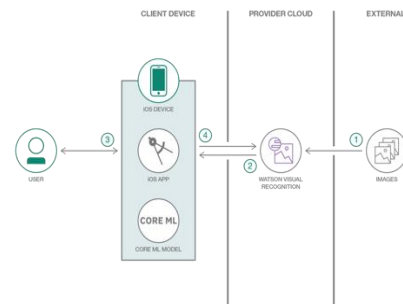 CLIENT DEVICE
PROVIDER CLOUD
EXTERNAL
iOS DEVICE
3
4
2
1
USER
iOS APP
WATSON VISUAL
RECOGNITION
IMAGES
CORE ML
CORE ML MODEL